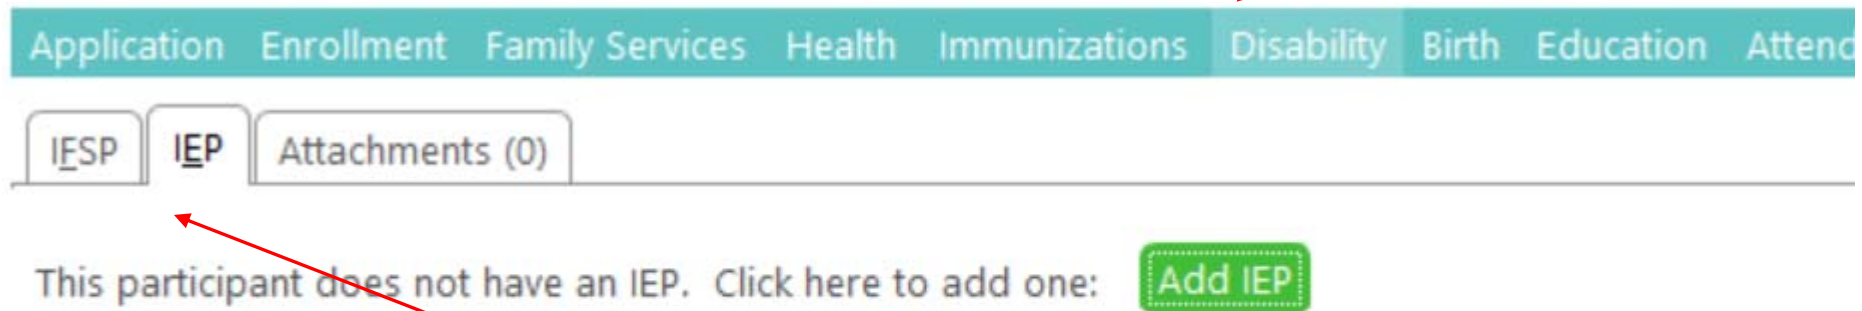 Application Enrollment Family Services Health Immunizations Disability Birth Education Attend
IFSP IEP Attachments (0)
This participant does not have an IEP. Click here to add one: Add IEP